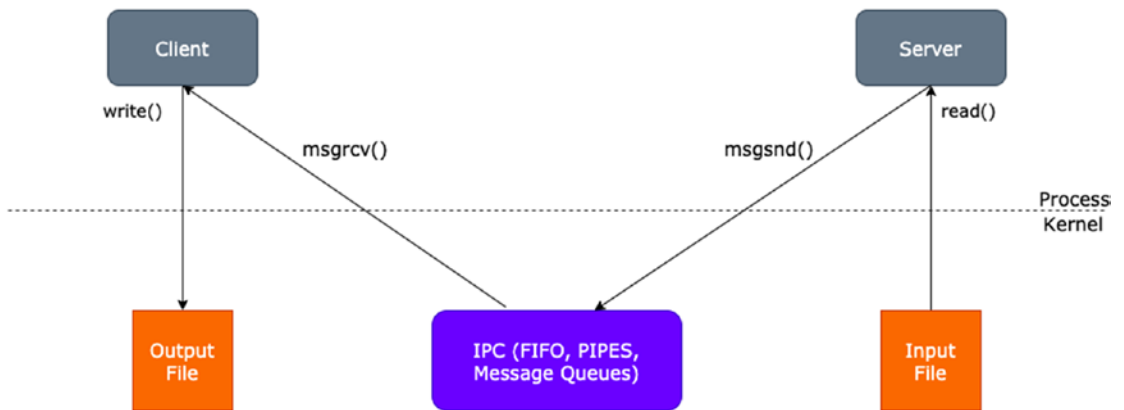 Client
Server
write()
read()
msgrcv()
msgsnd()
Process
Kernel
Output
File
IPC (FIFO, PIPES,
Message Queues)
Input
File